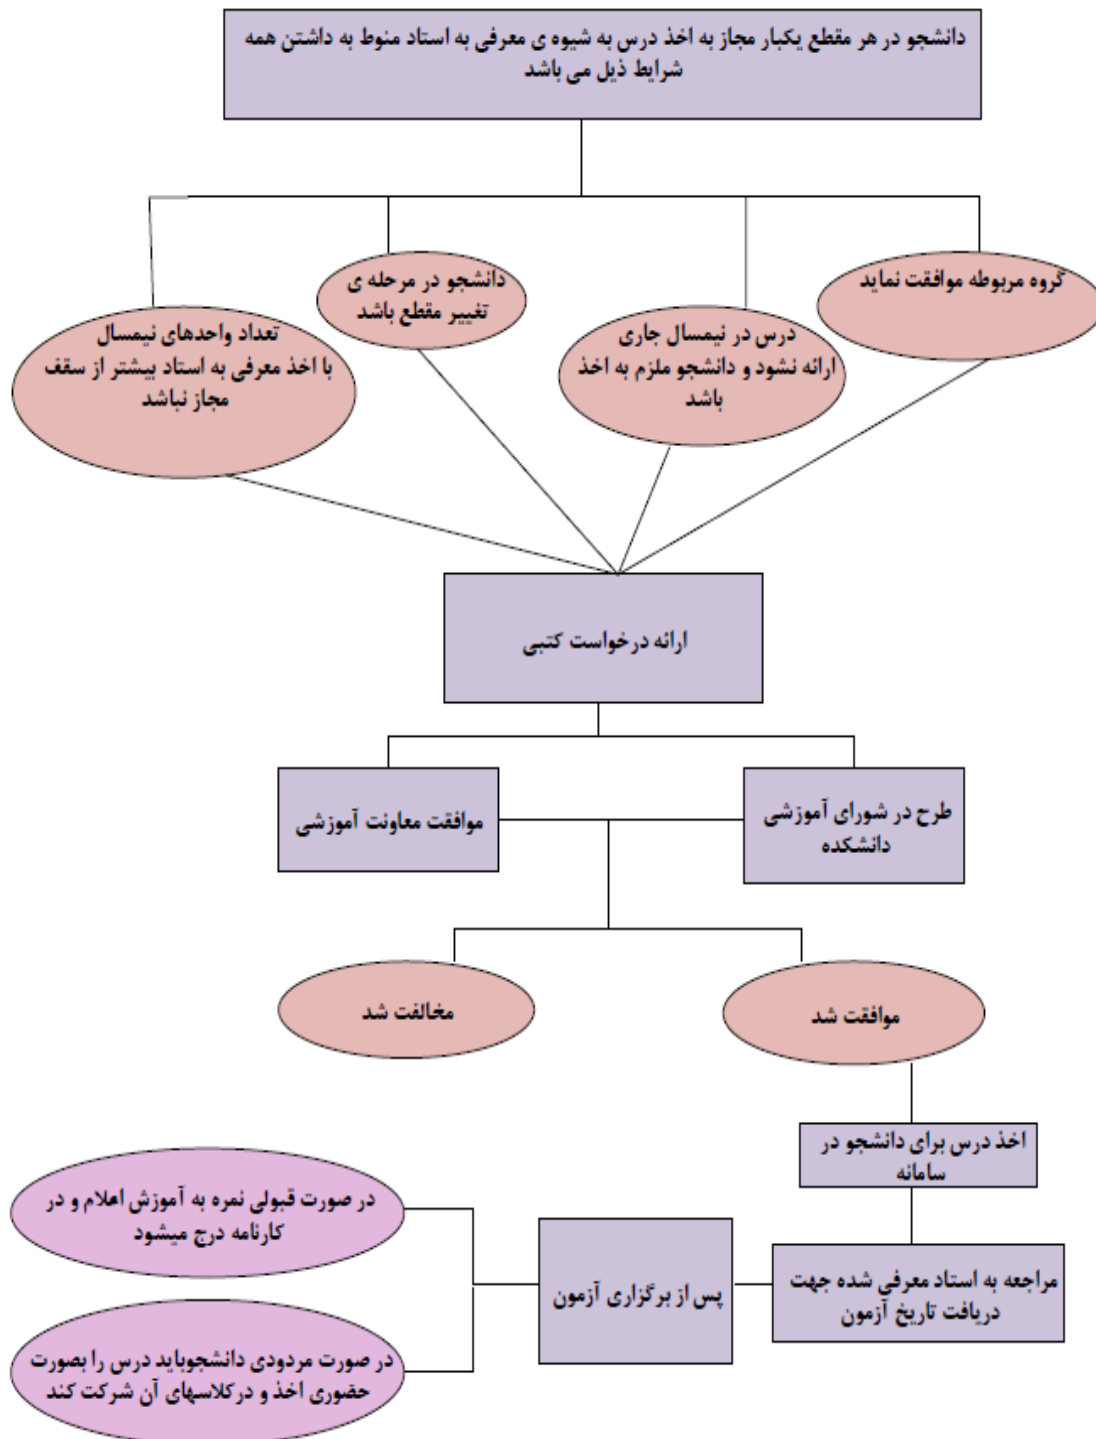 دانشجو در هر مقطع یکبار مجاز به اخذ درس به شیوه ی معرفی به استاد منوط به داشتن همه
شرایط ذیل می باشد
گروه مربوطه موافقت نماید
درس در نیمسال جاری
ارائه نشود و دانشجو ملزم به اخذ
باشد
دانشجو در مرحله ی
تغییر مقطع باشد
تعداد واحدهای نیمسال
با اخذ معرفی به استاد بیشتر از سقف
مجاز نباشد
ارائه درخواست کتبی
طرح در شورای آموزشی
دانشکده
موافقت معاونت آموزشی
موافقت شد
مخالفت شد
اخذ درس برای دانشجو در
سامانه
مراجعه به استاد معرفی شده جهت
دریافت تاریخ آزمون
پس از برگزاری آزمون
در صورت قبولی نمره به آموزش اعلام و در
کارنامه درج میشود
در صورت مردودی دانشجوباید درس را بصورت
حضوری اخذ و درکلاسهای آن شرکت کند